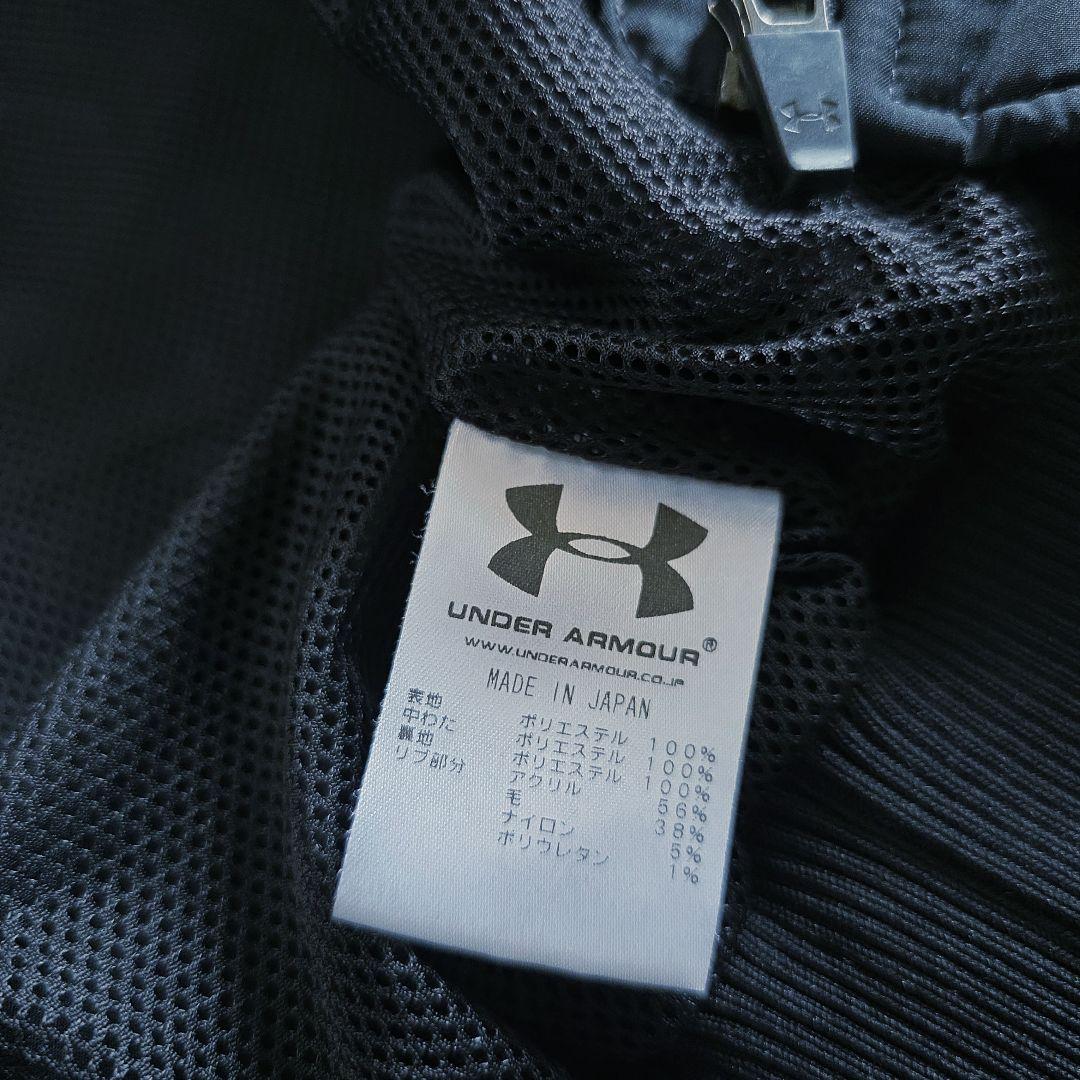 UNDER ARMOUR®
WWW.UNDERARMOUR.CO.JP
MADE IN JAPAN
表地 ポリエステル 100%
中わた ポリエステル 100%
裏地 ポリエステル 100%
リブ部分 アクリル 56%
毛 38%
ナイロン 5%
ポリウレタン 1%